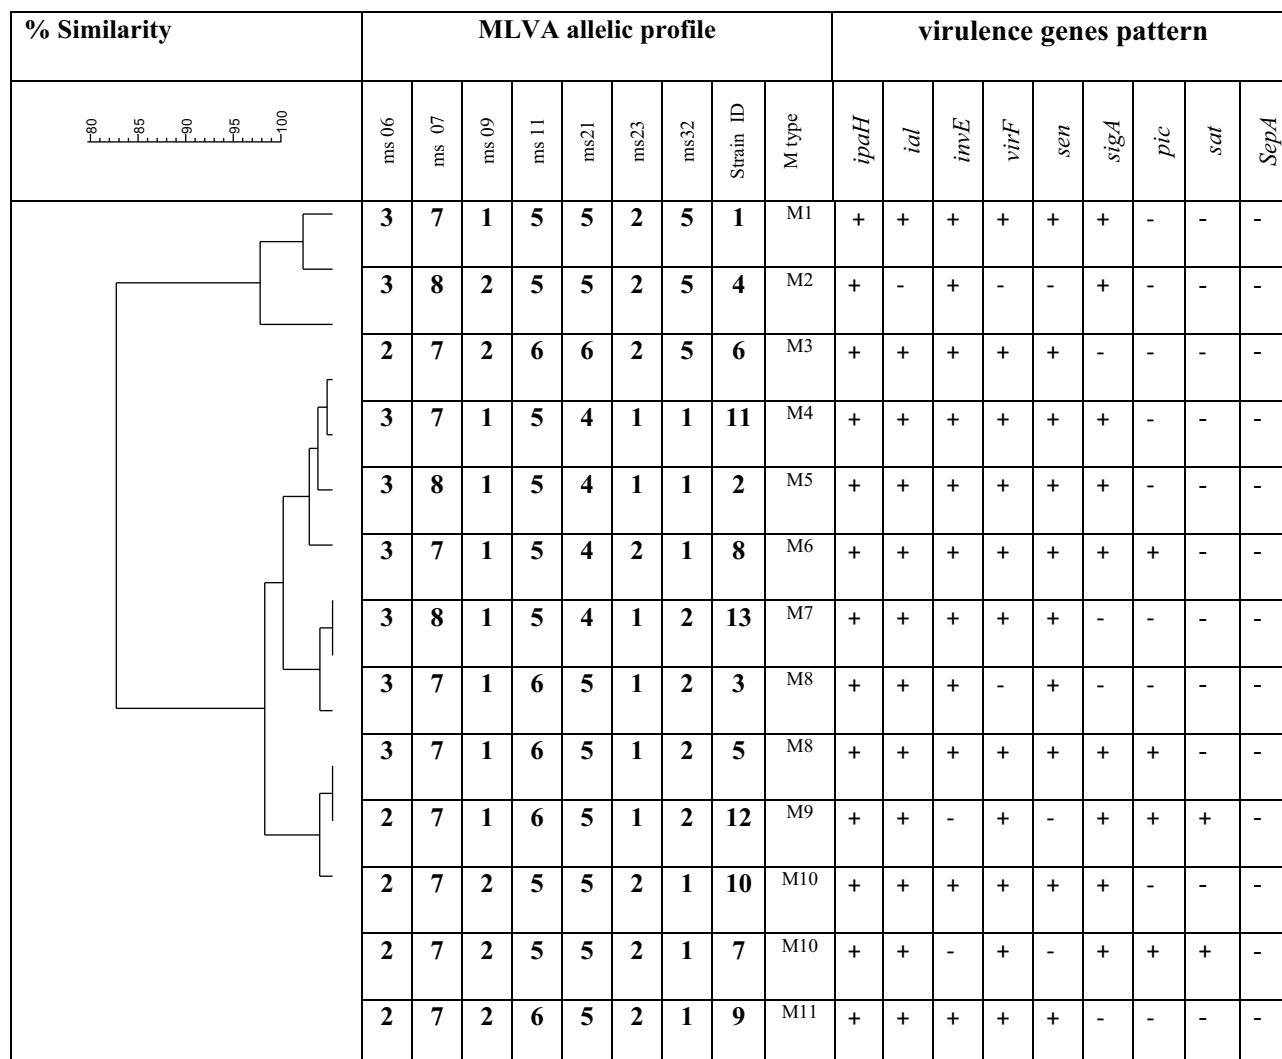 % Similarity MLVA allelic profile virulence genes pattern
80 85 90 95 100 ms 06 ms 07 ms 09 ms 11 ms21 ms23 ms32 Strain ID M type ipaH ial invE virF sen sigA pic sat SepA
3 7 1 5 5 2 5 1 M1 + + + + + + - - -
3 8 2 5 5 2 5 4 M2 + - + - - + - - -
2 7 2 6 6 2 5 6 M3 + + + + + - - - -
3 7 1 5 4 1 1 11 M4 + + + + + + - - -
3 8 1 5 4 1 1 2 M5 + + + + + + - - -
3 7 1 5 4 2 1 8 M6 + + + + + + + - -
3 8 1 5 4 1 2 13 M7 + + + + + - - - -
3 7 1 6 5 1 2 3 M8 + + + - + - - - -
3 7 1 6 5 1 2 5 M8 + + + + + + + - -
2 7 1 6 5 1 2 12 M9 + + - + - + + + -
2 7 2 5 5 2 1 10 M10 + + + + + + - - -
2 7 2 5 5 2 1 7 M10 + + - + - + + + -
2 7 2 6 5 2 1 9 M11 + + + + + - - - -